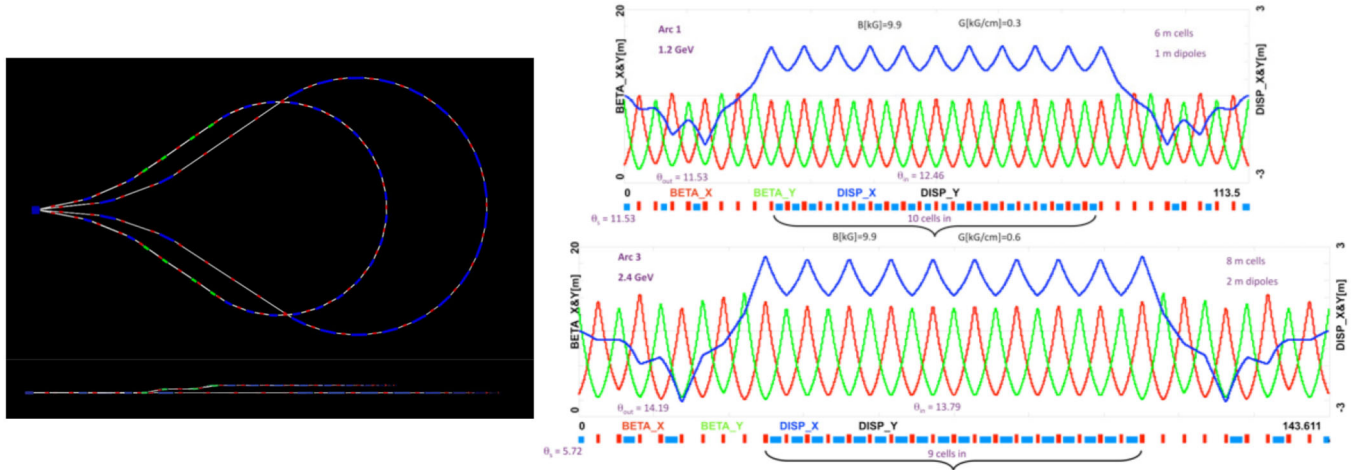 20
3
Arc 1
B[kG]=9.9
G[kG/cm]=0.3
6 m cells
1.2 GeV
1 m dipoles
BETA_X&Y[m]
DISP_X&Y[m]
θout = 11.53
θin = 12.46
0
-3
0
BETA_X
BETA_Y
DISP_X
DISP_Y
113.5
θs = 11.53
10 cells in
B[kG]=9.9
G[kG/cm]=0.6
20
3
Arc 3
8 m cells
2.4 GeV
2 m dipoles
BETA_X&Y[m]
DISP_X&Y[m]
θout = 14.19
θin = 13.79
0
-3
0
BETA_X
BETA_Y
DISP_X
DISP_Y
143.611
θs = 5.72
9 cells in